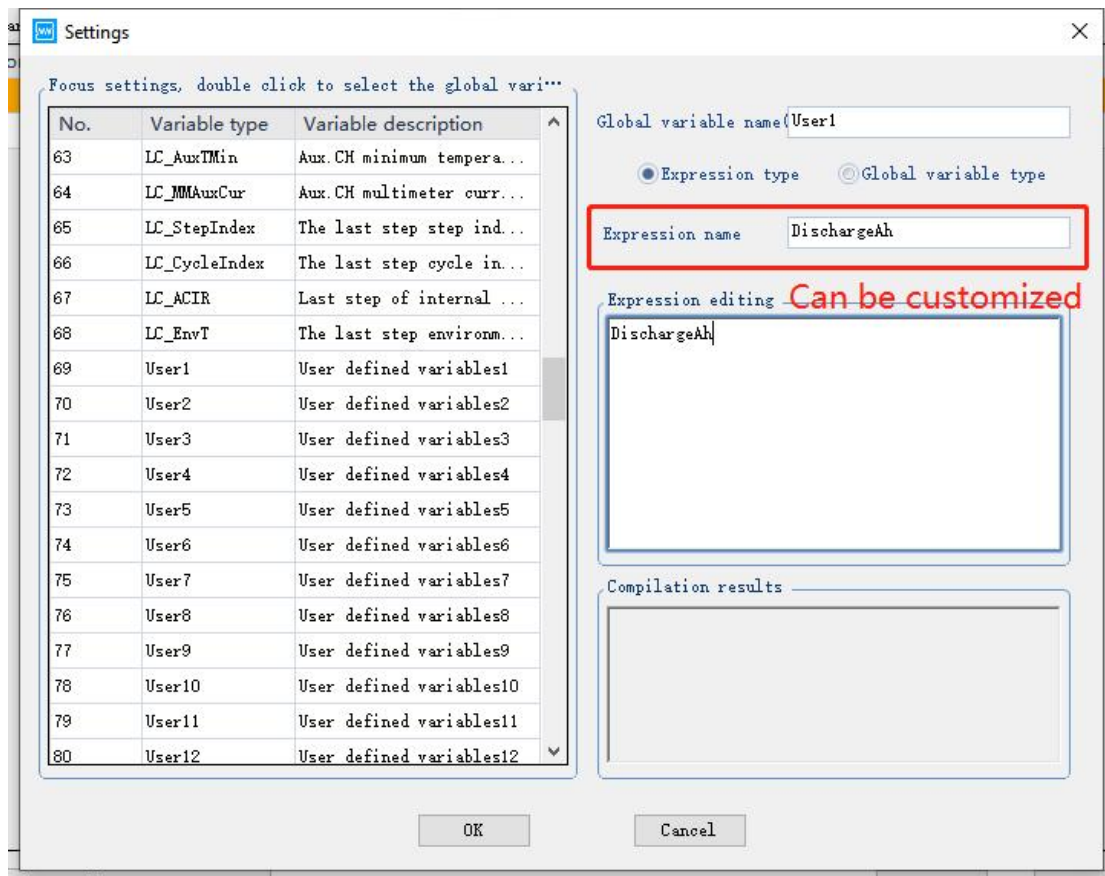 Settings
Focus settings, double click to select the global vari…
No. Variable type Variable description
63 LC_AuxTMin Aux.CH minimum tempera...
64 LC_MMAuxCur Aux.CH multimeter curr...
65 LC_StepIndex The last step step ind...
66 LC_CycleIndex The last step cycle in...
67 LC_ACIR Last step of internal ...
68 LC_EnvT The last step environm...
69 User1 User defined variables1
70 User2 User defined variables2
71 User3 User defined variables3
72 User4 User defined variables4
73 User5 User defined variables5
74 User6 User defined variables6
75 User7 User defined variables7
76 User8 User defined variables8
77 User9 User defined variables9
78 User10 User defined variables10
79 User11 User defined variables11
80 User12 User defined variables12
Global variable name( User1
Expression type Global variable type
Expression name DischargeAh
Can be customized
Expression editing
DischargeAh
Compilation results
OK Cancel